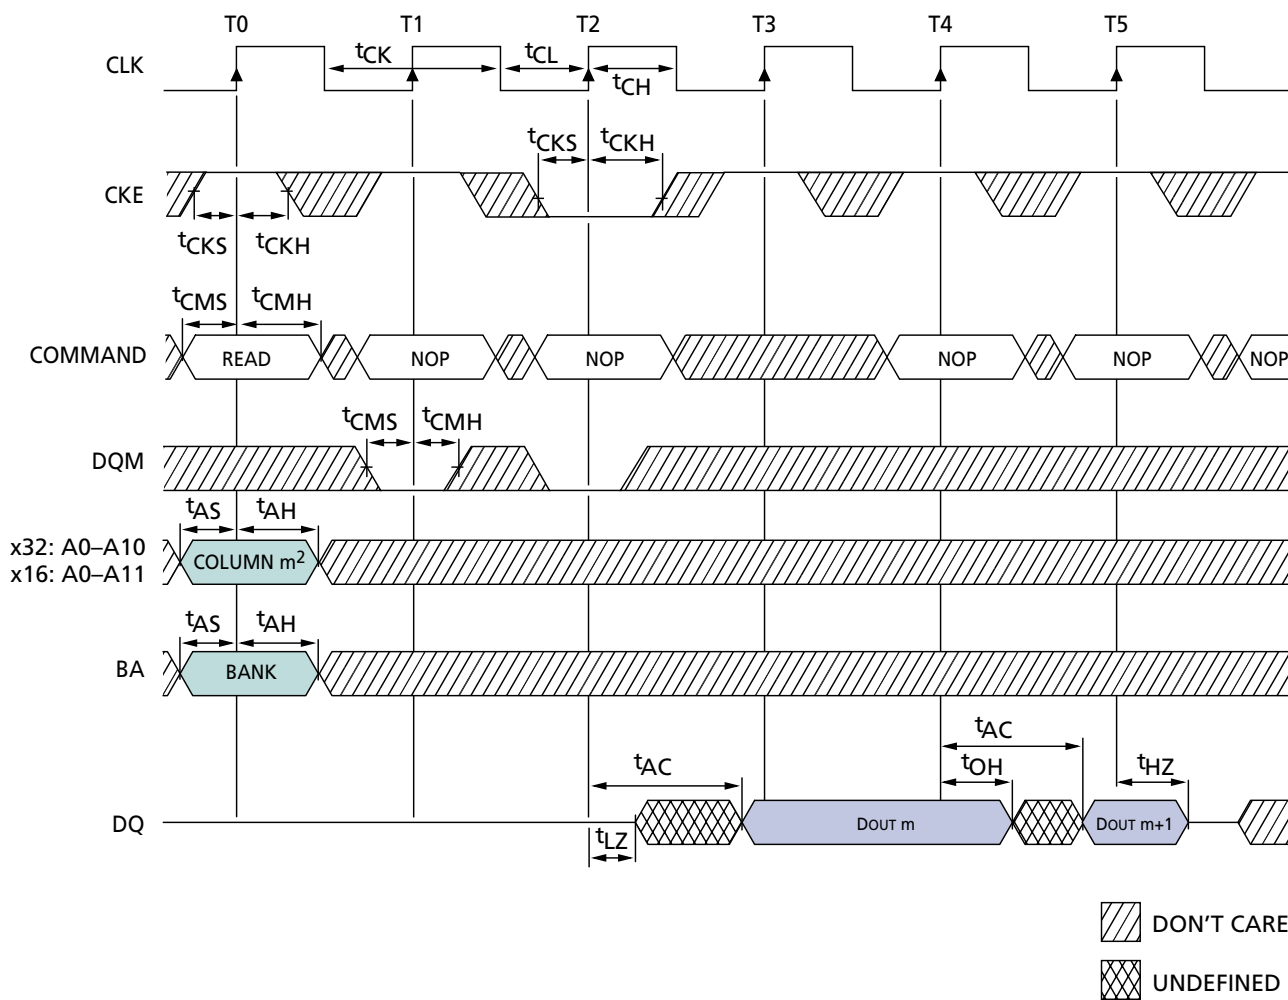 T0 T1 T2 T3 T4 T5
CLK
tCK tCL
tCH
tCKS tCKH
CKE
tCKS tCKH
tCMS tCMH
COMMAND READ NOP NOP NOP NOP NOP
tCMS tCMH
DQM
tAS tAH
x32: A0–A10
x16: A0–A11
COLUMN m2
tAS tAH
BA BANK
tAC
tAC tOH tHZ
DQ DOUT m DOUT m+1
tLZ
DON'T CARE
UNDEFINED